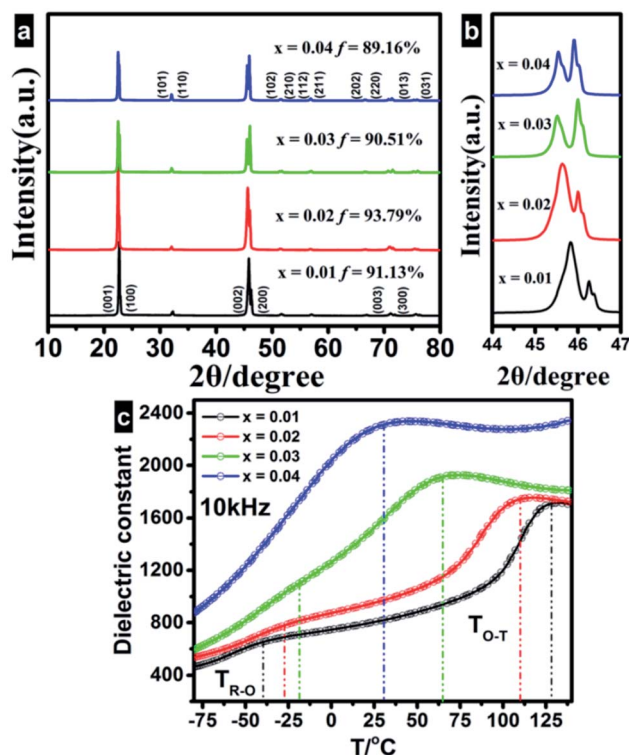 a
x = 0.04 f = 89.16%
(101)
(110)
(102)
(210)
(112)
(211)
(202)
(220)
(013)
(031)
x = 0.03 f = 90.51%
x = 0.02 f = 93.79%
x = 0.01 f = 91.13%
(001)
(100)
(002)
(200)
(003)
(300)
Intensity(a.u.)
10 20 30 40 50 60 70 80
2θ/degree
b
x = 0.04
x = 0.03
x = 0.02
x = 0.01
Intensity(a.u.)
44 45 46 47
2θ/degree
c
x = 0.01
x = 0.02
x = 0.03
x = 0.04
10kHz
2400
2000
1600
1200
800
400
Dielectric constant
T_R-O
T_O-T
-75 -50 -25 0 25 50 75 100 125
T/°C